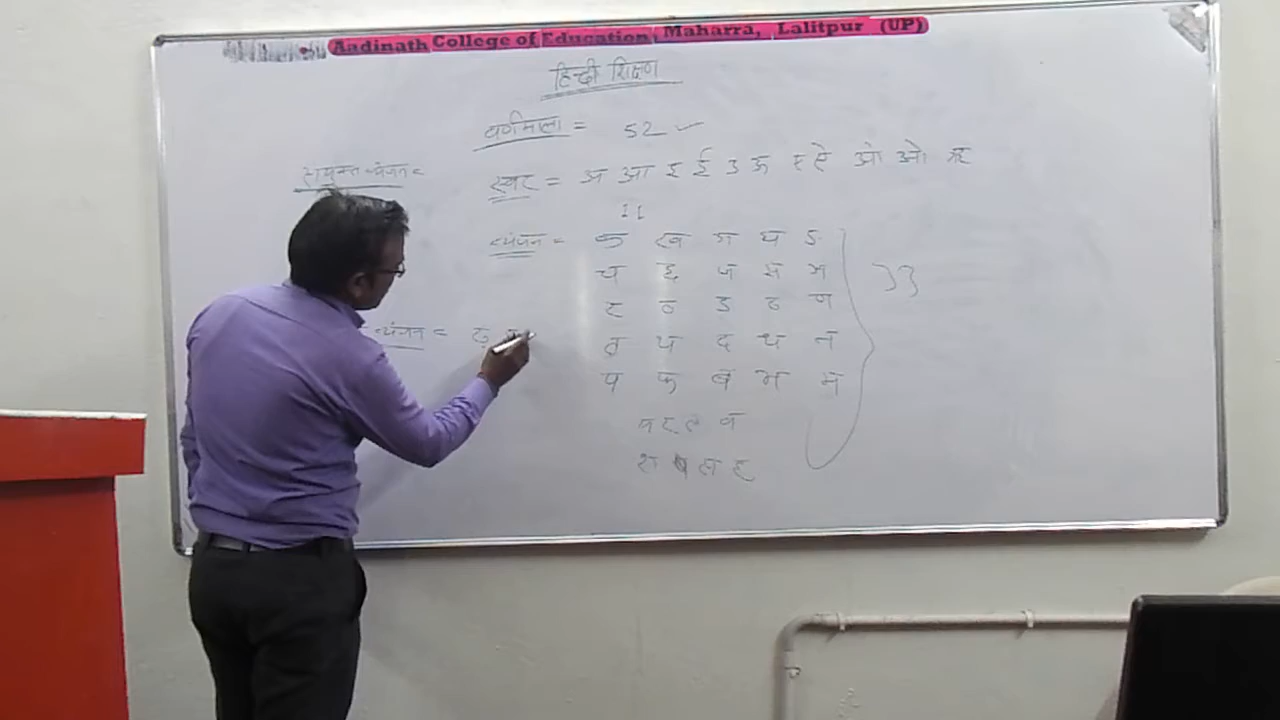 Aadinath College of Education, Maharra, Lalitpur (UP)
हिन्दी शिक्षण
वर्णमाला = 52 ✓
स्वर = अ आ इ ई उ ऊ ए ऐ ओ औ ऋ
11
संयुक्त व्यंजन =
व्यंजन = क ख ग घ ङ
च छ ज झ ञ
33
ट ठ ड ढ ण
व्यंजन = ढ़
त थ द ध न
प फ ब भ म
य र ल व
श ष स ह